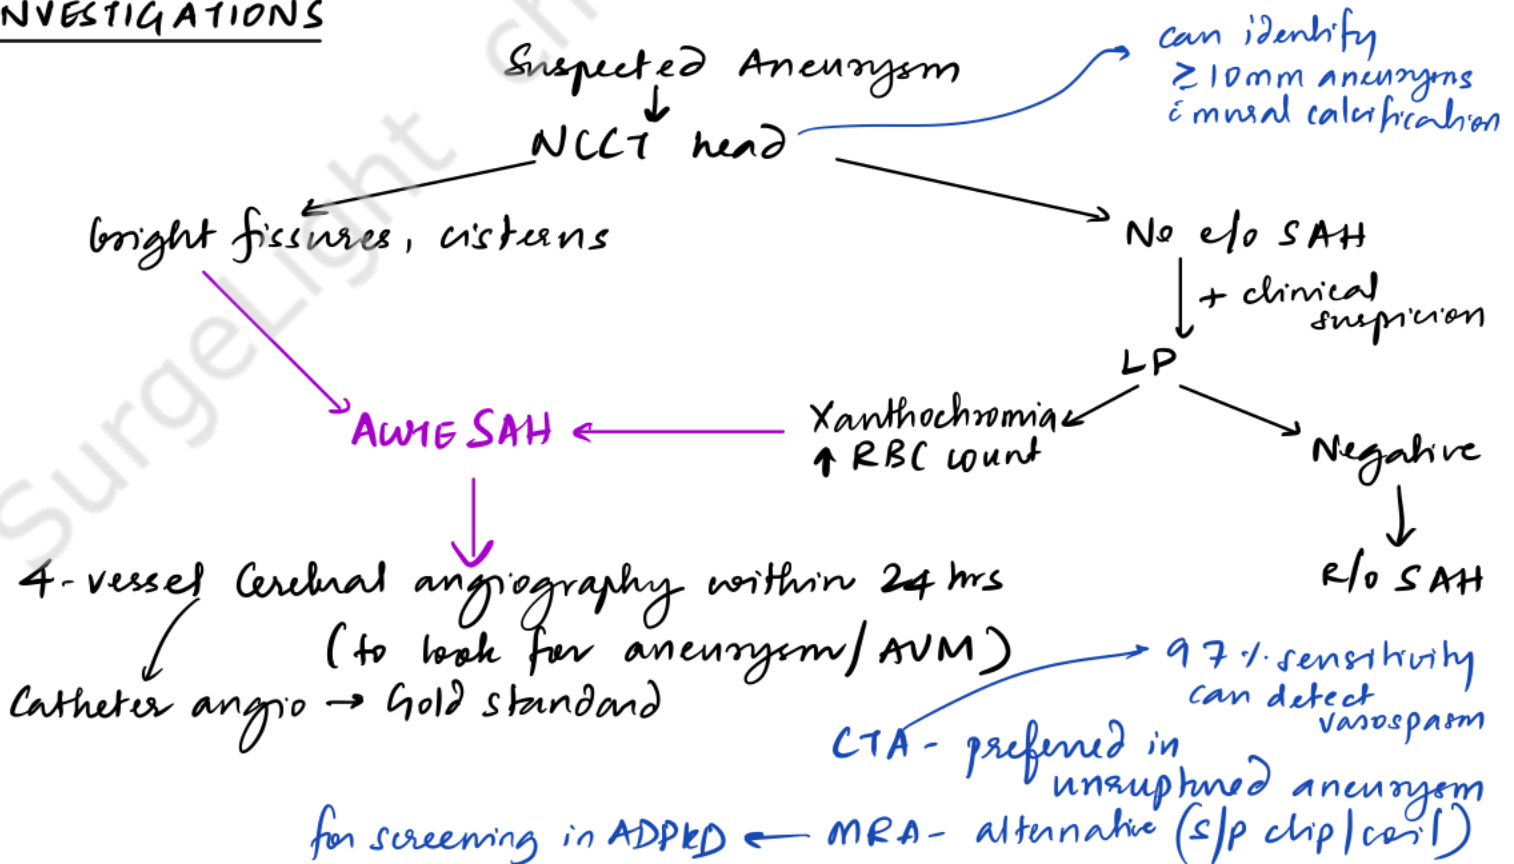 NVESTIGATIONS
Suspected Aneurysm
can identify
≥ 10mm aneurysms
c̄ mural calcification
NCCT head
bright fissures, cisterns
No e/o SAH
+ clinical
suspicion
LP
ACUTE SAH
Xanthochromia
↑ RBC count
Negative
R/o SAH
4-vessel Cerebral angiography within 24 hrs
(to look for aneurysm/AVM)
Catheter angio → Gold standard
97% sensitivity
can detect
vasospasm
CTA - preferred in
unruptured aneurysm
for screening in ADPKD ← MRA - alternative (s/p clip/coil)
SurgeLight